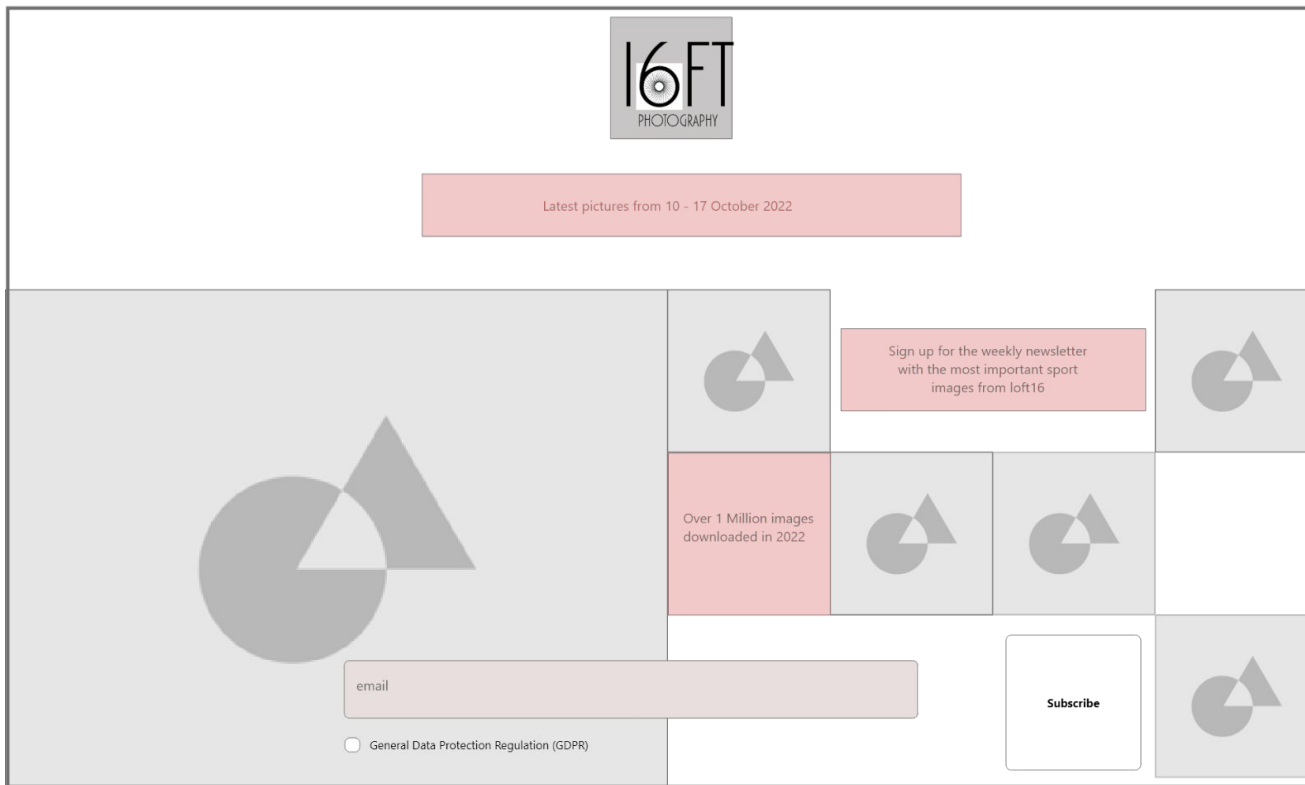 16FT
PHOTOGRAPHY
Latest pictures from 10 - 17 October 2022
Sign up for the weekly newsletter
with the most important sport
images from loft16
Over 1 Million images
downloaded in 2022
email
Subscribe
General Data Protection Regulation (GDPR)